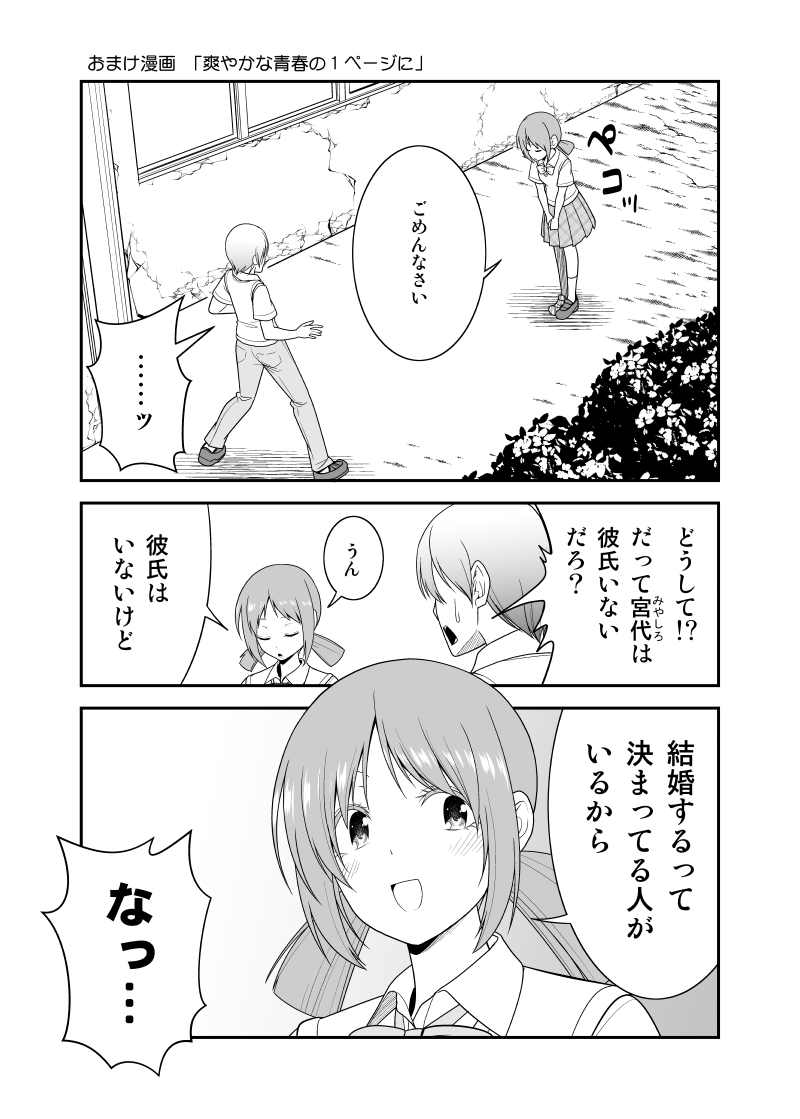 おまけ漫画 「爽やかな青春の1ページに」
ペコッ
ごめんなさい
……ッ
どうして!?
だって宮代は
みやしろ
彼氏いない
だろ?
うん
彼氏は
いないけど
結婚するって
決まってる人が
いるから
なっ…